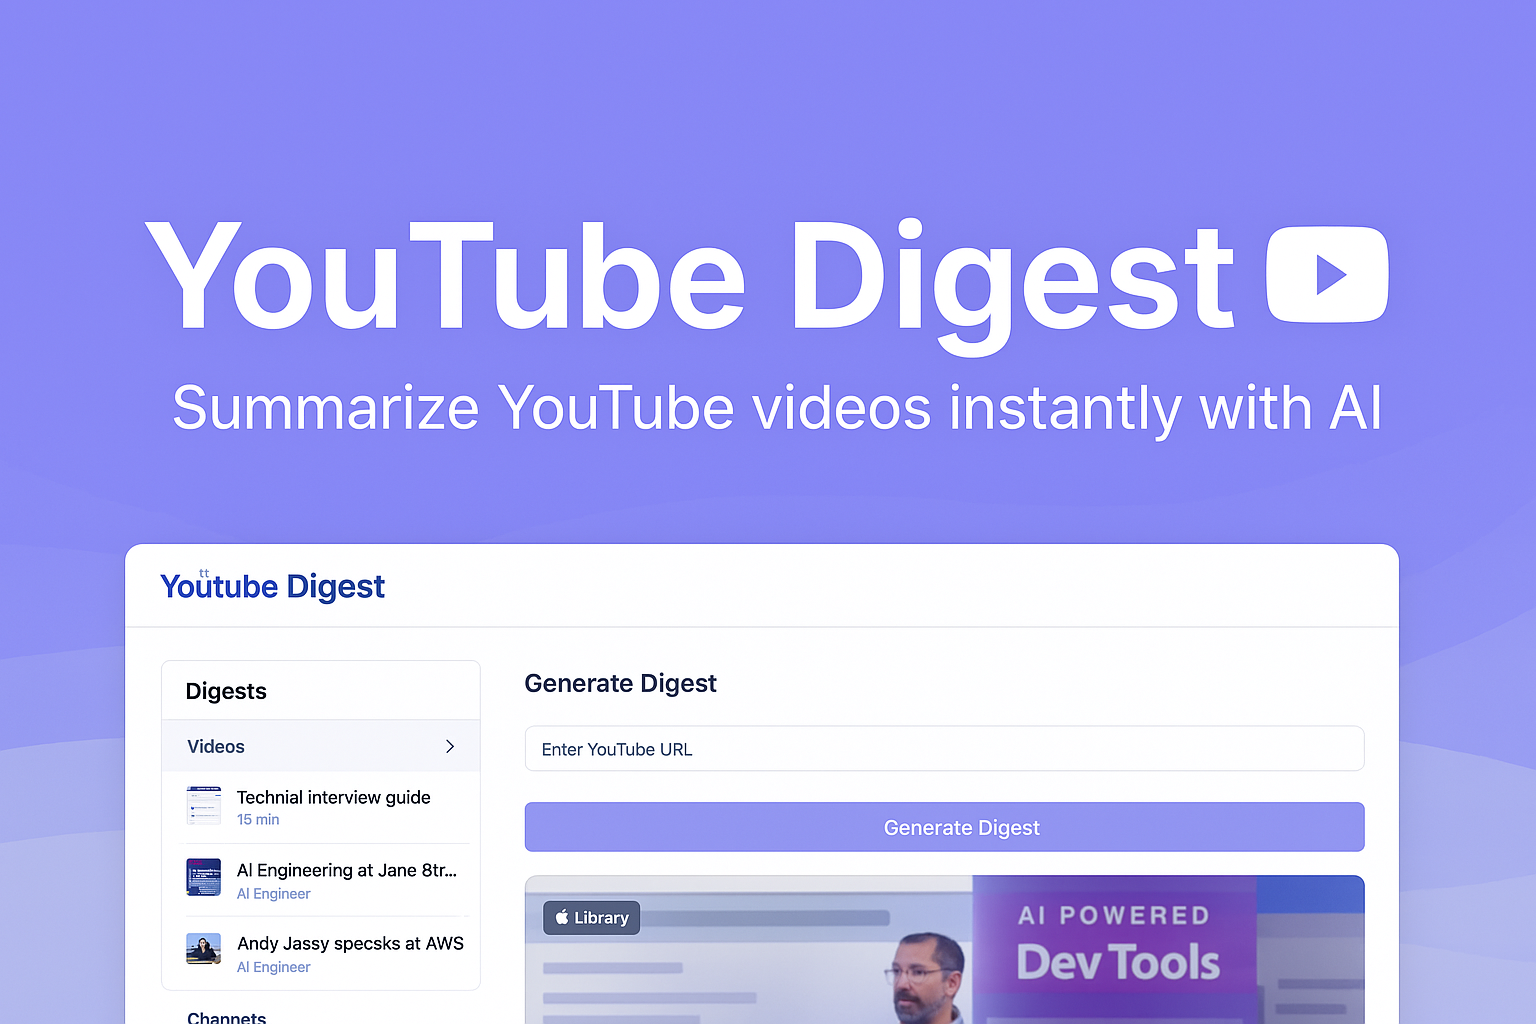 YouTube Digest
Summarize YouTube videos instantly with AI
tt
Youtube Digest
Digests
Videos
Technial interview guide
15 min
AI Engineering at Jane 8tr...
AI Engineer
Andy Jassy specsks at AWS
AI Engineer
Channels
Generate Digest
Enter YouTube URL
Generate Digest
Library
AI POWERED
Dev Tools